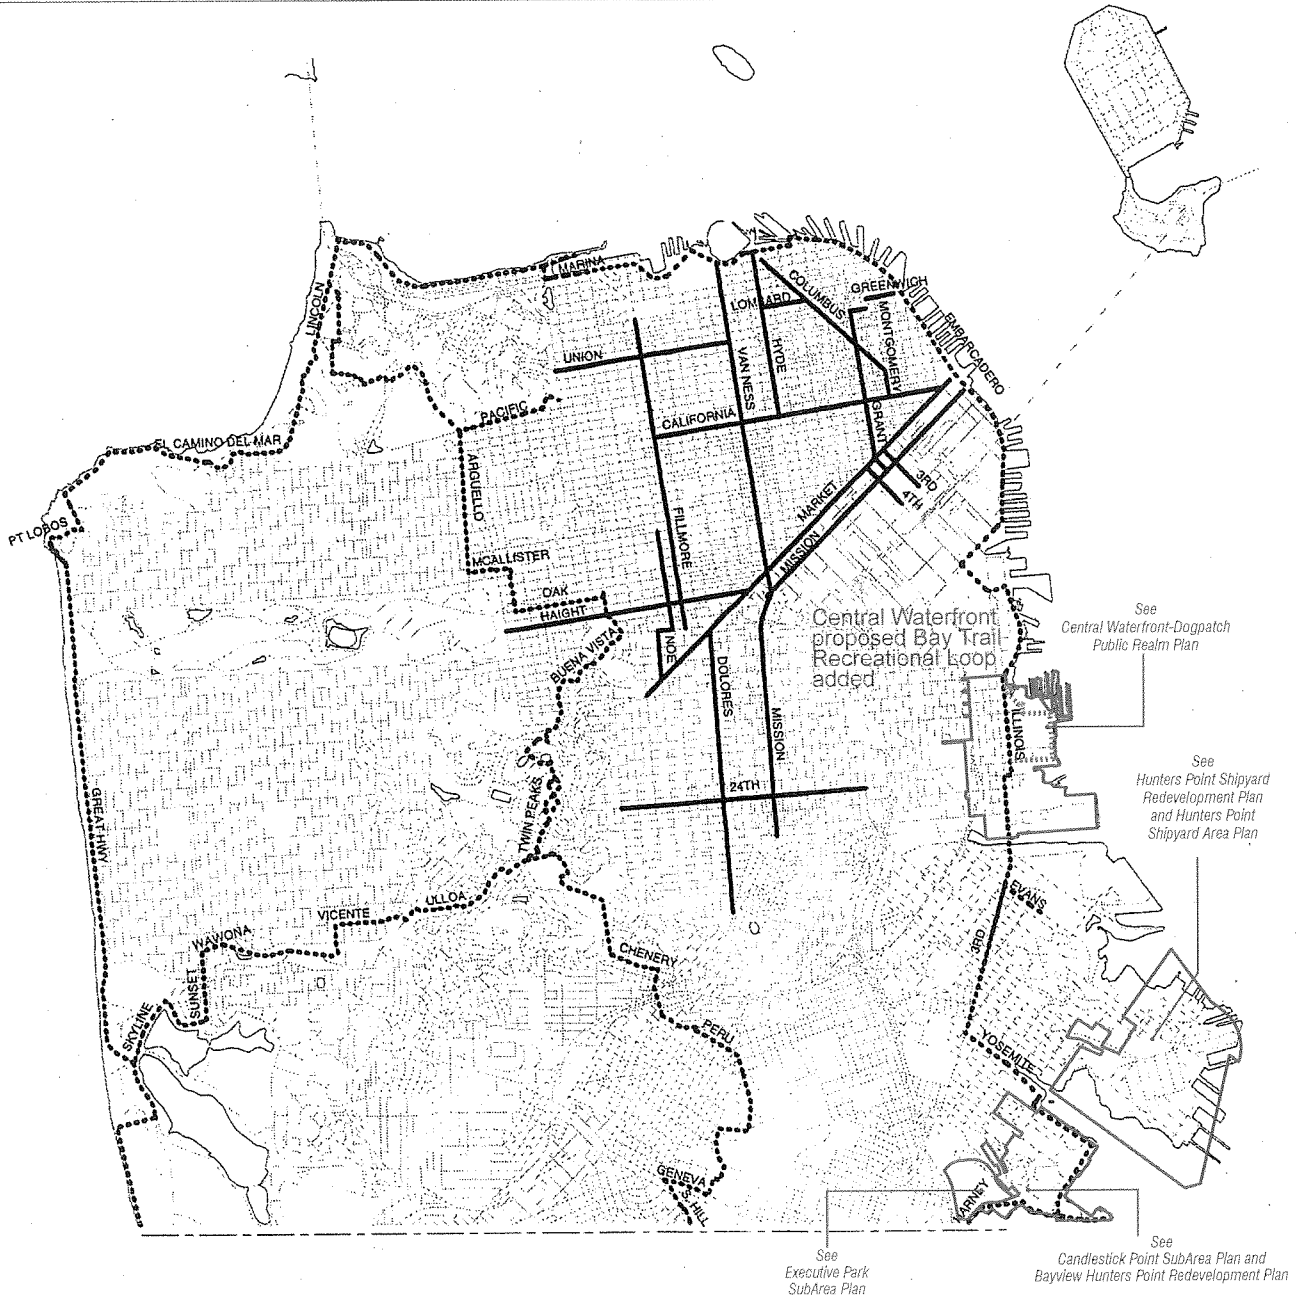 MARINA
LINCOLN
LOMBARD
COLUMBUS
GREENWICH
MONTGOMERY
EMBARCADERO
UNION
VAN NESS
HYDE
PACIFIC
CALIFORNIA
GRANT
EL CAMINO DEL MAR
ARGUELLO
3RD
4TH
MARKET
PT LOBOS
FILLMORE
MISSION
MCALLISTER
OAK
HAIGHT
Central Waterfront
proposed Bay Trail
Recreational Loop
added
See
Central Waterfront-Dogpatch
Public Realm Plan
BUENA VISTA
NOE
DOLORES
MISSION
ILLINOIS
See
Hunters Point Shipyard
Redevelopment Plan
and Hunters Point
Shipyard Area Plan
24TH
GREAT HWY
TWIN PEAKS
EVANS
ULLOA
VICENTE
WAWONA
3RD
CHENERY
SUNSET
SKYLINE
PERU
YOSEMITE
GENEVA
S HILL
HARNEY
See
Executive Park
SubArea Plan
See
Candlestick Point SubArea Plan and
Bayview Hunters Point Redevelopment Plan